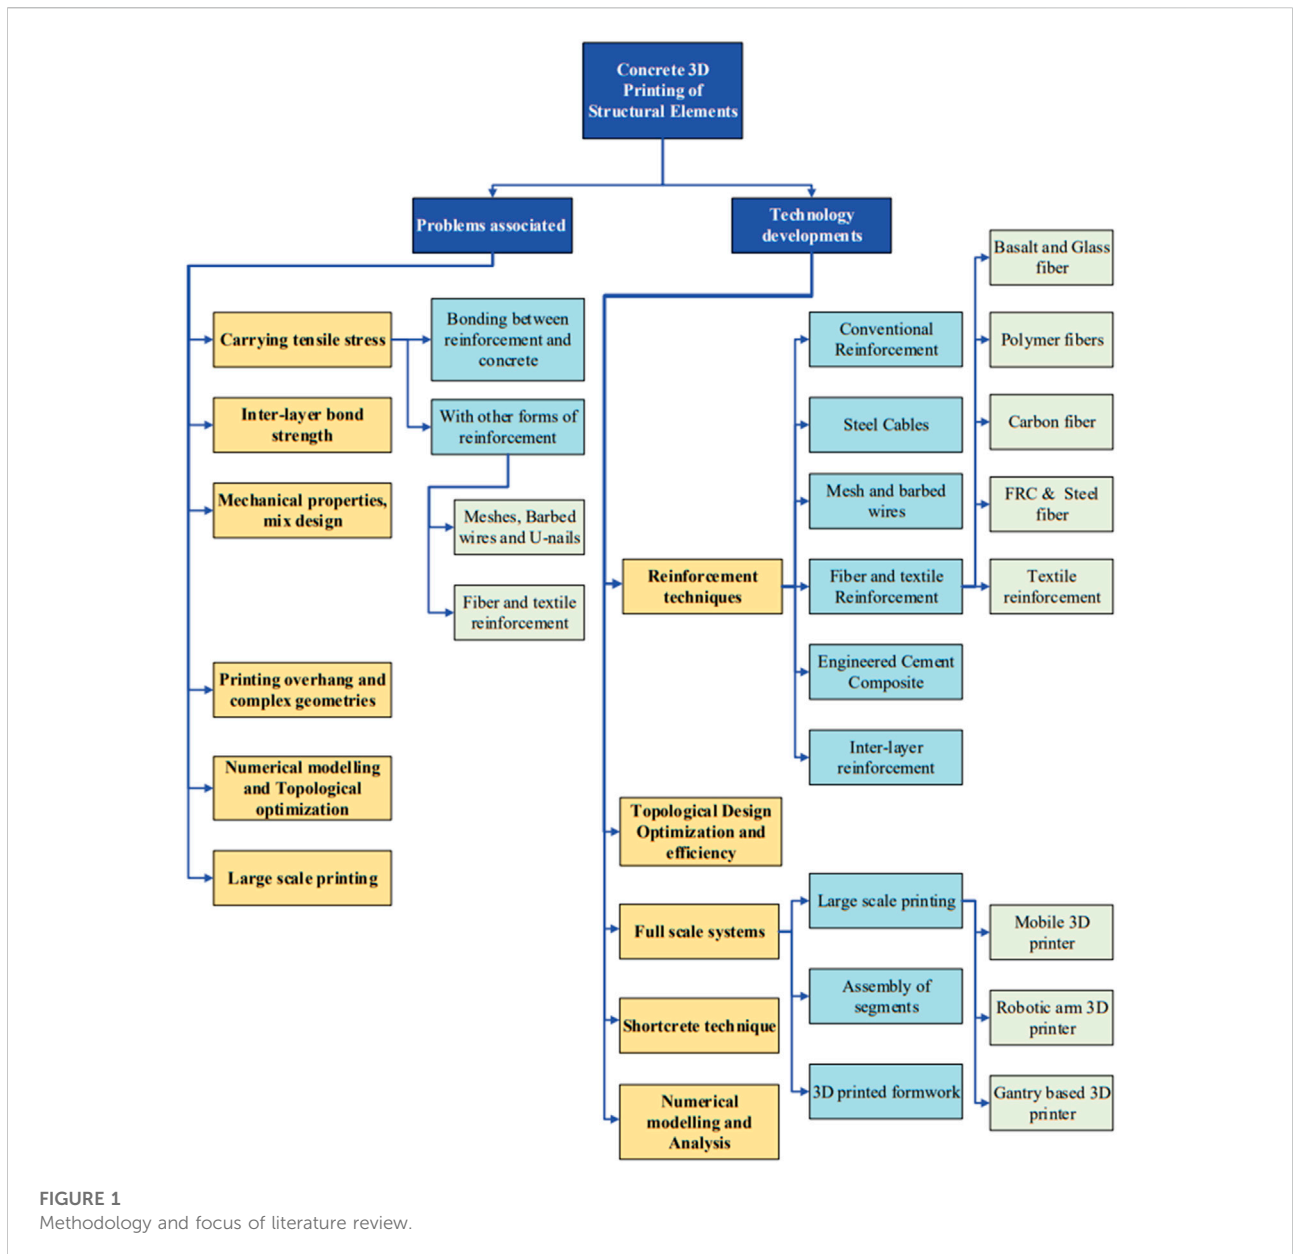 Concrete 3D
Printing of
Structural Elements
Problems associated
Technology
developments
Carrying tensile stress
Bonding between
reinforcement and
concrete
With other forms of
reinforcement
Meshes, Barbed
wires and U-nails
Fiber and textile
reinforcement
Inter-layer bond
strength
Mechanical properties,
mix design
Printing overhang and
complex geometries
Numerical modelling
and Topological
optimization
Large scale printing
Reinforcement
techniques
Conventional
Reinforcement
Steel Cables
Mesh and barbed
wires
Fiber and textile
Reinforcement
Basalt and Glass
fiber
Polymer fibers
Carbon fiber
FRC & Steel
fiber
Textile
reinforcement
Engineered Cement
Composite
Inter-layer
reinforcement
Topological Design
Optimization and
efficiency
Full scale systems
Large scale printing
Mobile 3D
printer
Robotic arm 3D
printer
Gantry based 3D
printer
Assembly of
segments
3D printed formwork
Shortcrete technique
Numerical
modelling and
Analysis
FIGURE 1
Methodology and focus of literature review.